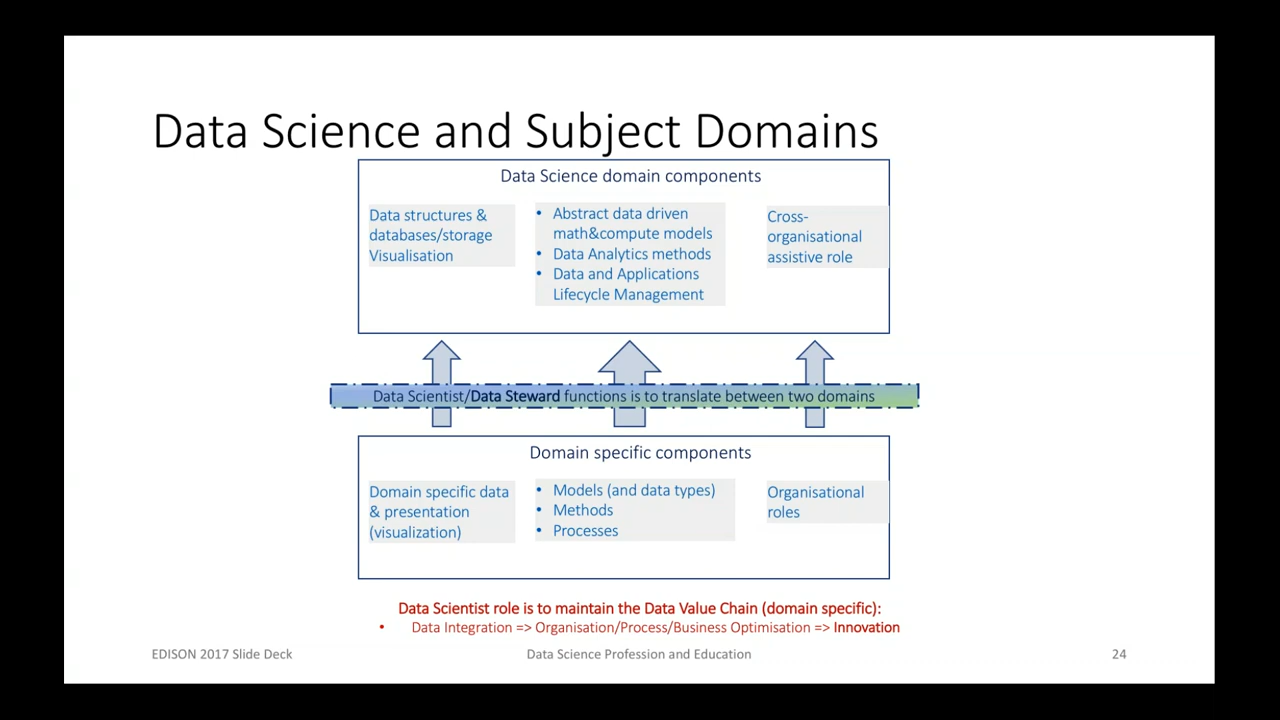 Data Science and Subject Domains
Data Science domain components
Data structures &
databases/storage
Visualisation
• Abstract data driven
math&compute models
• Data Analytics methods
• Data and Applications
Lifecycle Management
Cross-
organisational
assistive role
Data Scientist/Data Steward functions is to translate between two domains
Domain specific components
Domain specific data
& presentation
(visualization)
• Models (and data types)
• Methods
• Processes
Organisational
roles
Data Scientist role is to maintain the Data Value Chain (domain specific):
• Data Integration => Organisation/Process/Business Optimisation => Innovation
EDISON 2017 Slide Deck
Data Science Profession and Education
24